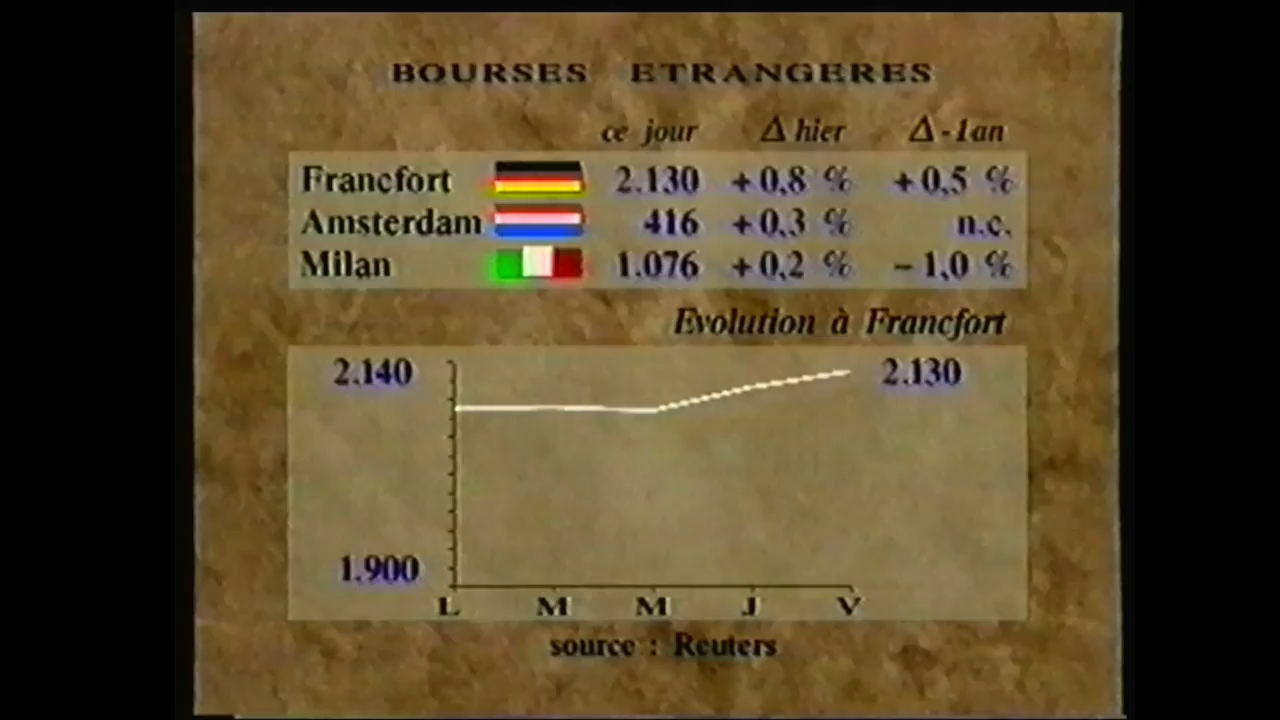 BOURSES ETRANGERES
ce jour Δ hier Δ -1an
Francfort 2.130 +0,8 % +0,5 %
Amsterdam 416 +0,3 % n.c.
Milan 1.076 +0,2 % -1,0 %
Evolution à Francfort
2.140 2.130
1.900
L M M J V
source : Reuters